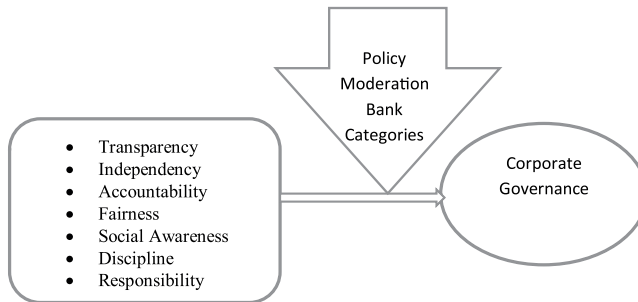 Policy
Moderation
Bank
Categories
• Transparency
• Independency
• Accountability
• Fairness
• Social Awareness
• Discipline
• Responsibility
Corporate
Governance